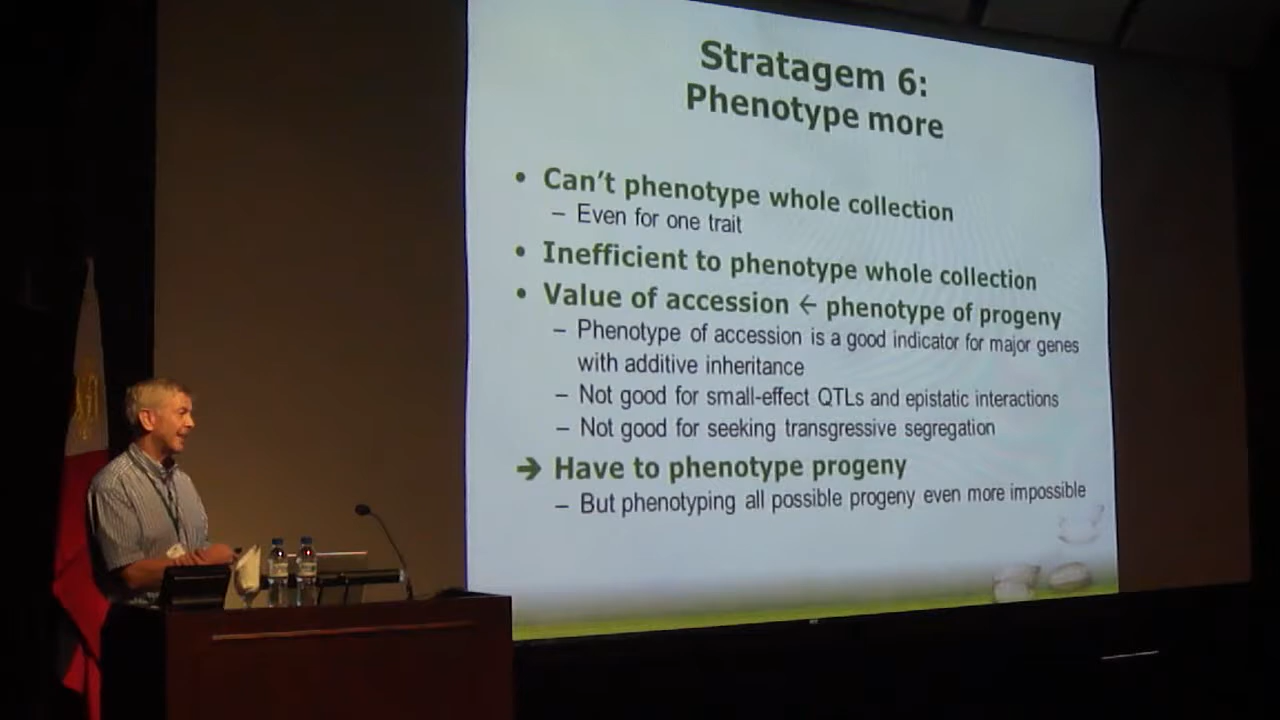 Stratagem 6:
Phenotype more
• Can't phenotype whole collection
– Even for one trait
• Inefficient to phenotype whole collection
• Value of accession ← phenotype of progeny
– Phenotype of accession is a good indicator for major genes
with additive inheritance
– Not good for small-effect QTLs and epistatic interactions
– Not good for seeking transgressive segregation
➔ Have to phenotype progeny
– But phenotyping all possible progeny even more impossible